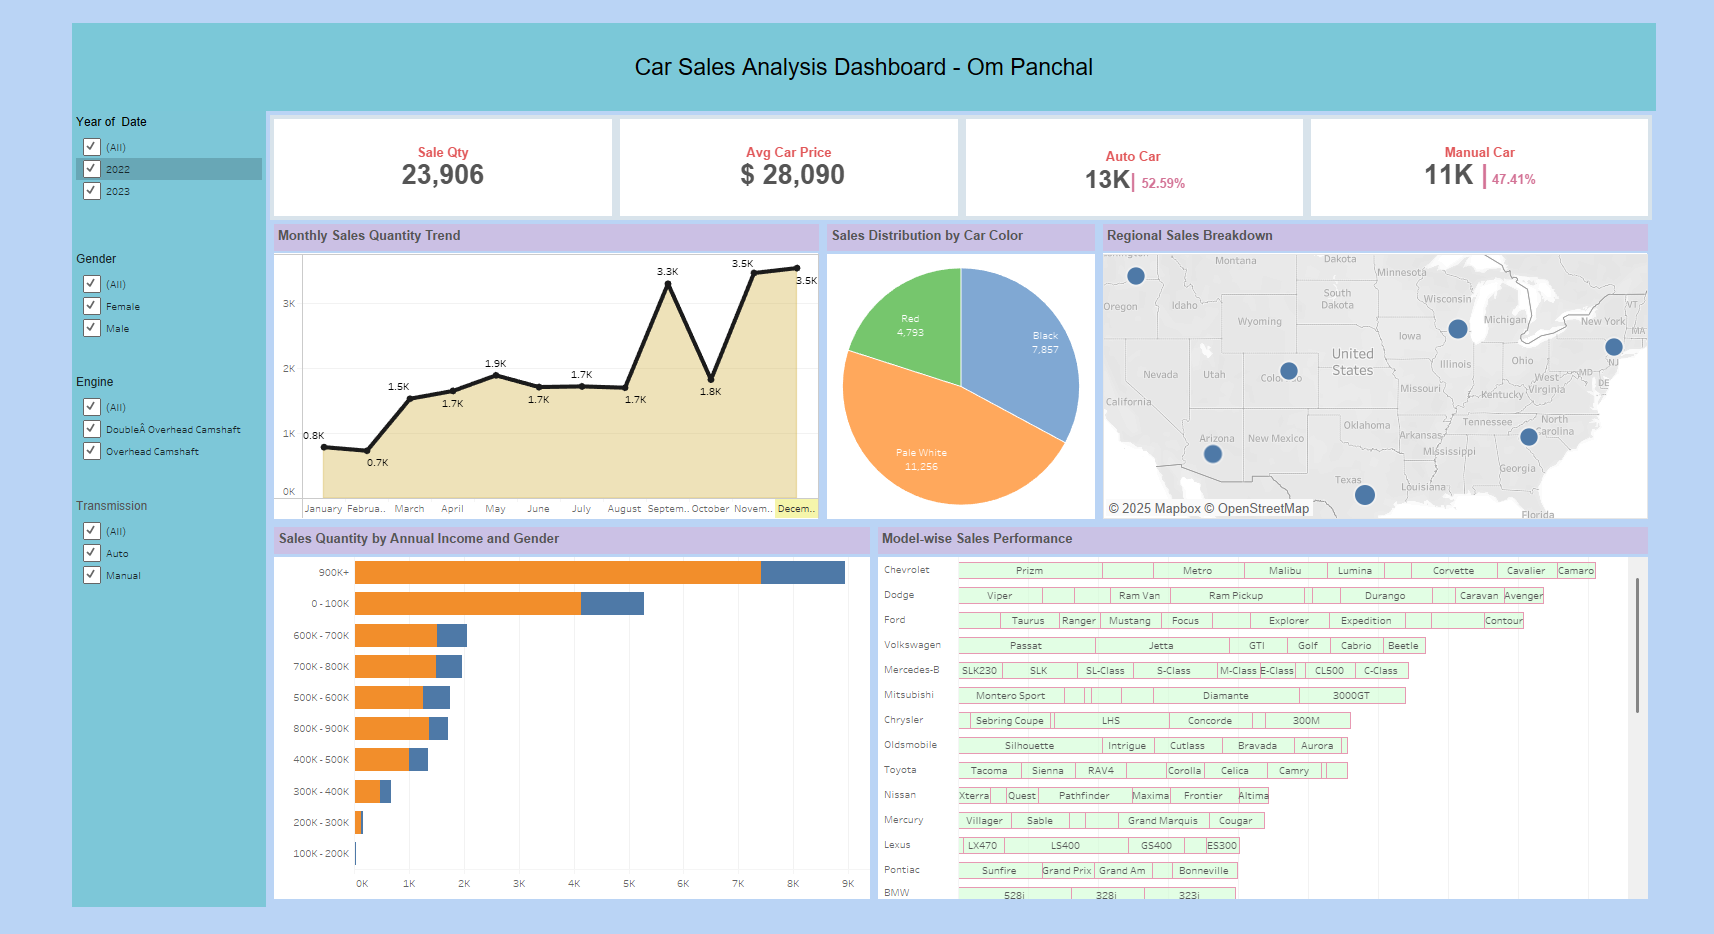 Car Sales Analysis Dashboard - Om Panchal
Year of  Date
(All)
2022
2023
Gender
(All)
Female
Male
Engine
(All)
DoubleÂ Overhead Camshaft
Overhead Camshaft
Transmission
(All)
Auto
Manual
Sale Qty
23,906
Avg Car Price
$ 28,090
Auto Car
13K| 52.59%
Manual Car
11K | 47.41%
Monthly Sales Quantity Trend
3K
2K
1K
0K
0.8K
0.7K
1.5K
1.7K
1.9K
1.7K
1.7K
1.7K
3.3K
1.8K
3.5K
3.5K
January Februa.. March April May June July August Septem.. October Novem.. Decem..
Sales Distribution by Car Color
Red
4,793
Black
7,857
Pale White
11,256
Regional Sales Breakdown
Montana
Dakota
Minnesota
Oregon
Idaho
South
Dakota
Wisconsin
VT
Wyoming
Michigan
New York
MA
Iowa
Nevada
Utah
Colorado
United
States
Illinois
Ohio
NJ
MD
DE
West
Virginia
Missouri
Kentucky
California
Arizona
New Mexico
Oklahoma
Arkansas
Tennessee
North
Carolina
Mississippi
Georgia
Texas
Louisiana
Florida
© 2025 Mapbox © OpenStreetMap
Sales Quantity by Annual Income and Gender
900K+
0 - 100K
600K - 700K
700K - 800K
500K - 600K
800K - 900K
400K - 500K
300K - 400K
200K - 300K
100K - 200K
0K 1K 2K 3K 4K 5K 6K 7K 8K 9K
Model-wise Sales Performance
Chevrolet Prizm Metro Malibu Lumina Corvette Cavalier Camaro
Dodge Viper Ram Van Ram Pickup Durango Caravan Avenger
Ford Taurus Ranger Mustang Focus Explorer Expedition Contour
Volkswagen Passat Jetta GTI Golf Cabrio Beetle
Mercedes-B SLK230 SLK SL-Class S-Class M-Class E-Class CL500 C-Class
Mitsubishi Montero Sport Diamante 3000GT
Chrysler Sebring Coupe LHS Concorde 300M
Oldsmobile Silhouette Intrigue Cutlass Bravada Aurora
Toyota Tacoma Sienna RAV4 Corolla Celica Camry
Nissan Xterra Quest Pathfinder Maxima Frontier Altima
Mercury Villager Sable Grand Marquis Cougar
Lexus LX470 LS400 GS400 ES300
Pontiac Sunfire Grand Prix Grand Am Bonneville
BMW 528i 328i 323i